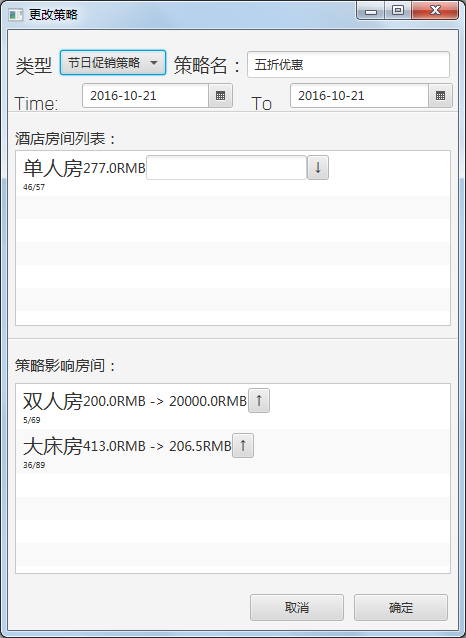 更改策略
类型 节日促销策略 策略名： 五折优惠
Time: 2016-10-21 To 2016-10-21
酒店房间列表：
单人房277.0RMB ↓
46/57
策略影响房间：
双人房200.0RMB -> 20000.0RMB ↑
5/69
大床房413.0RMB -> 206.5RMB ↑
36/89
取消 确定